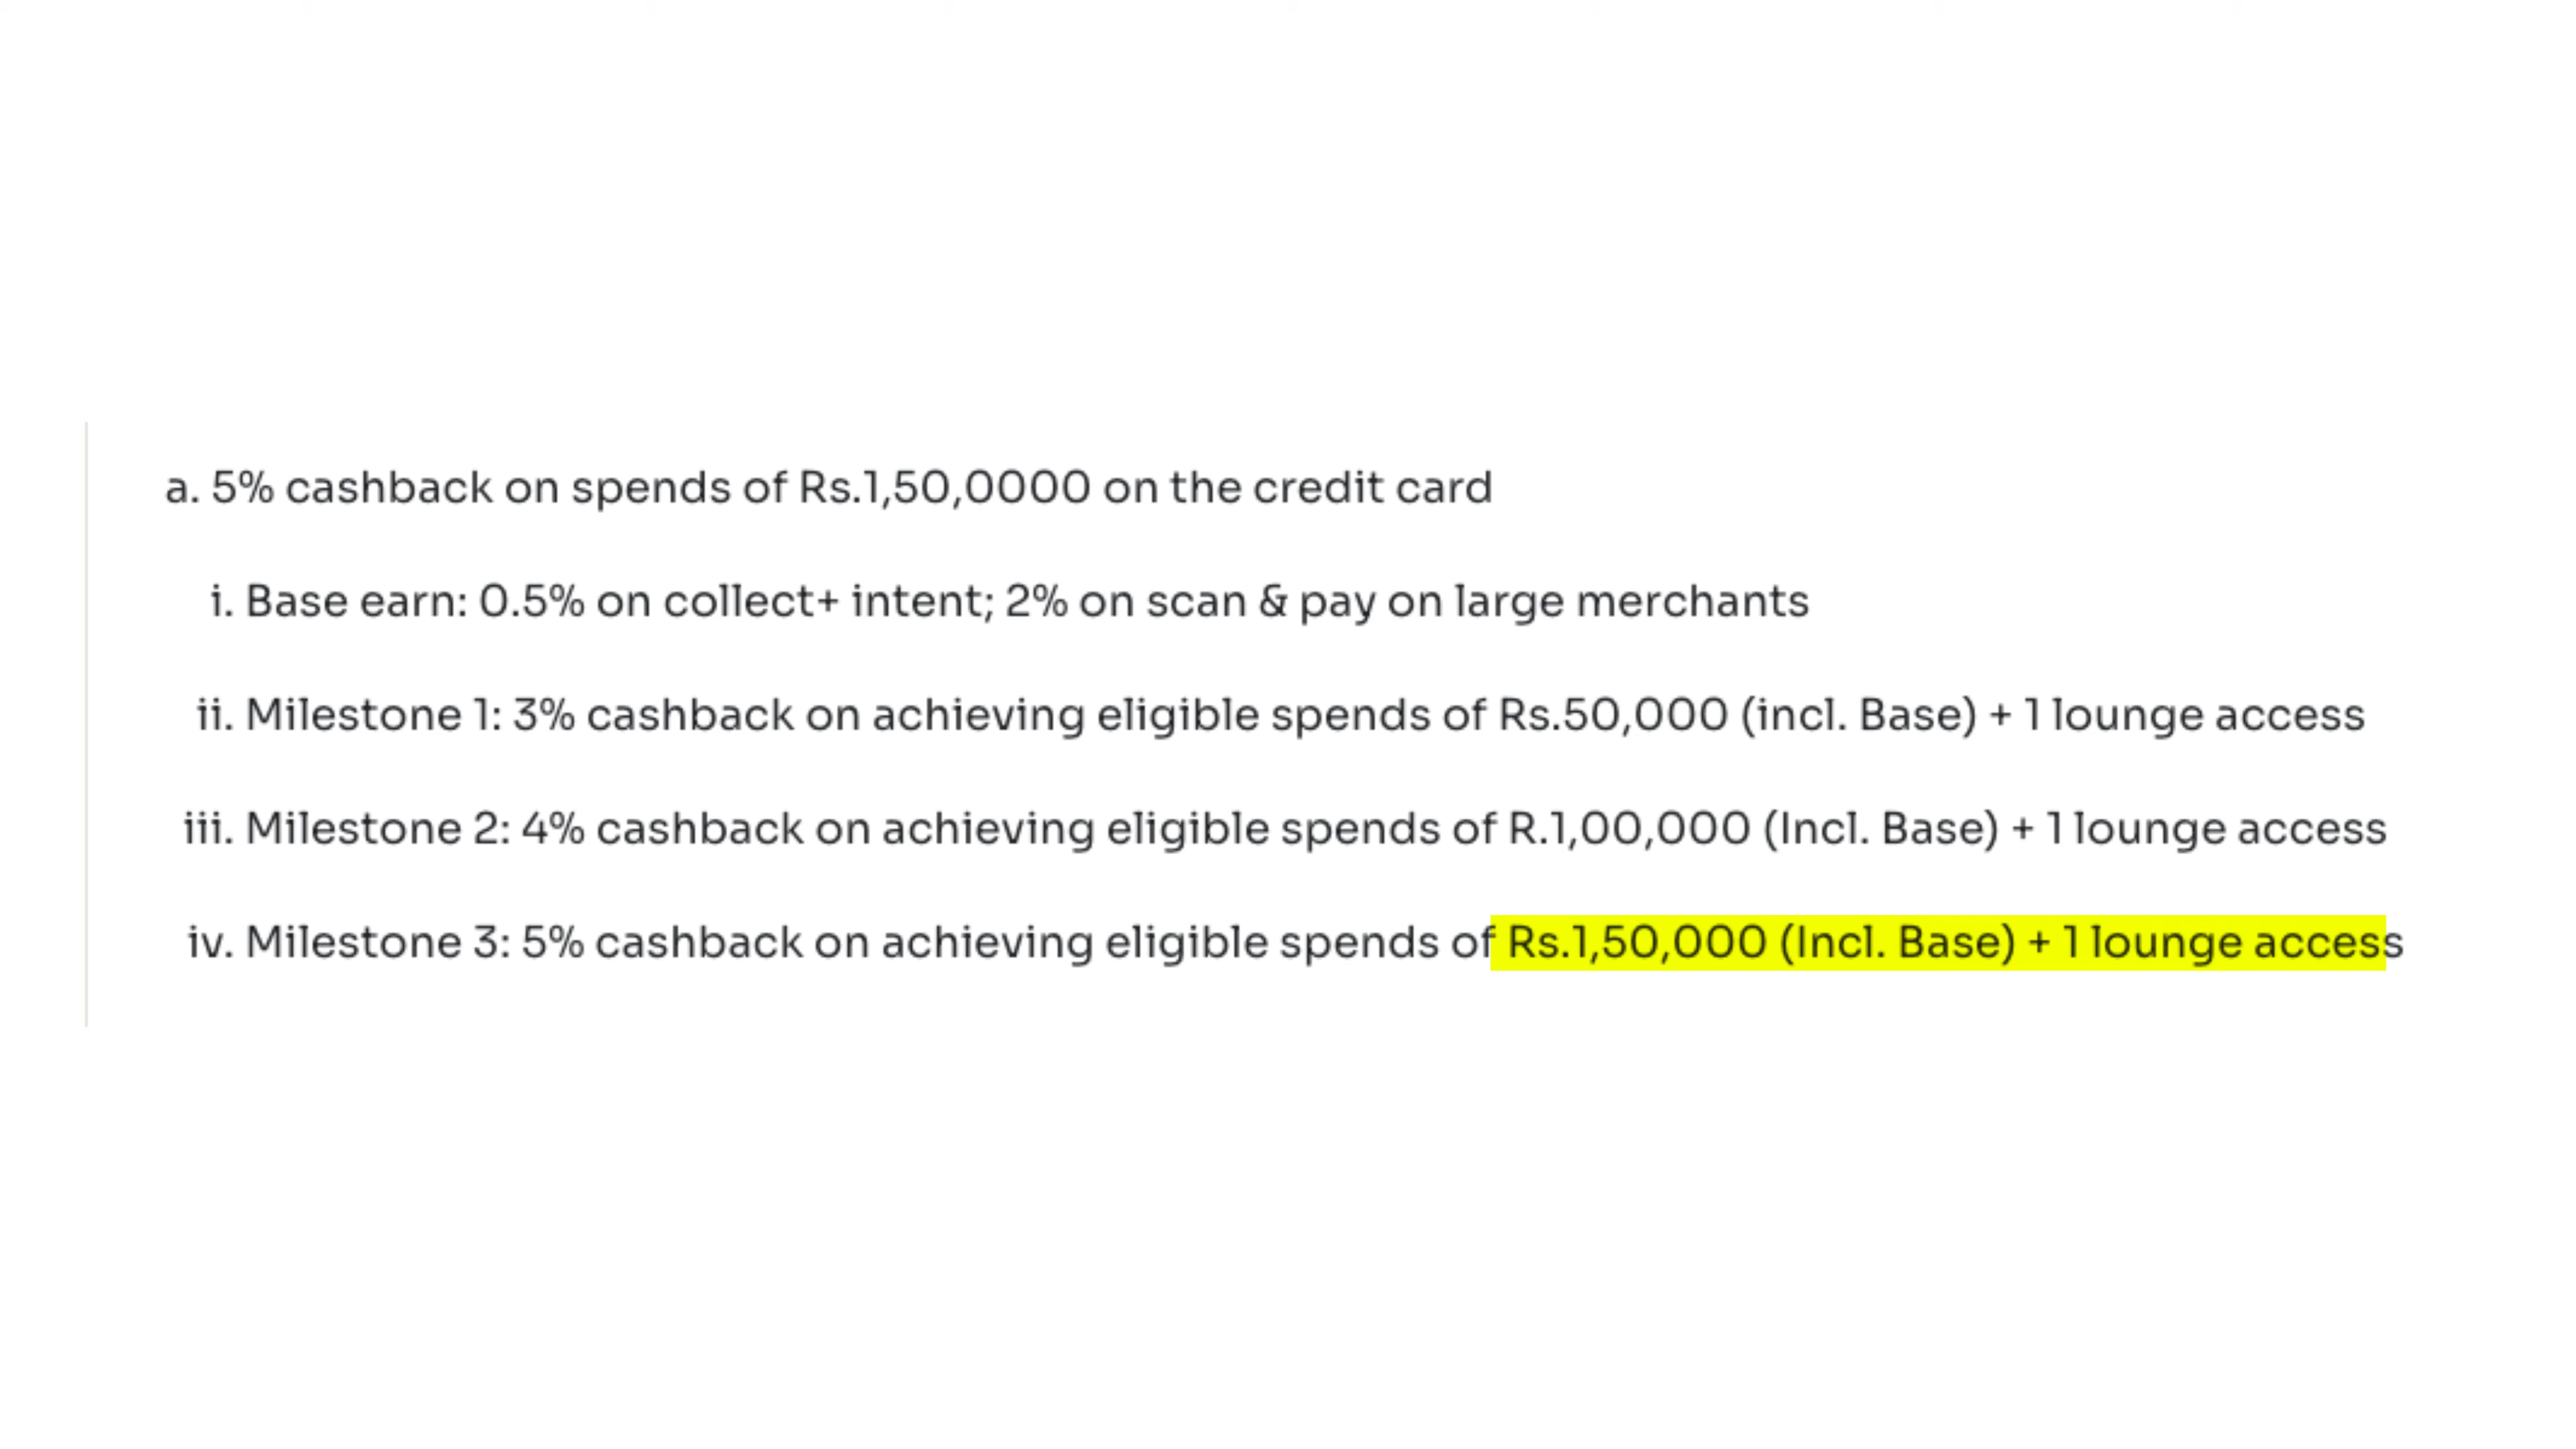 a. 5% cashback on spends of Rs.1,50,0000 on the credit card
i. Base earn: 0.5% on collect+ intent; 2% on scan & pay on large merchants
ii. Milestone 1: 3% cashback on achieving eligible spends of Rs.50,000 (incl. Base) + 1 lounge access
iii. Milestone 2: 4% cashback on achieving eligible spends of R.1,00,000 (Incl. Base) + 1 lounge access
iv. Milestone 3: 5% cashback on achieving eligible spends of Rs.1,50,000 (Incl. Base) + 1 lounge access